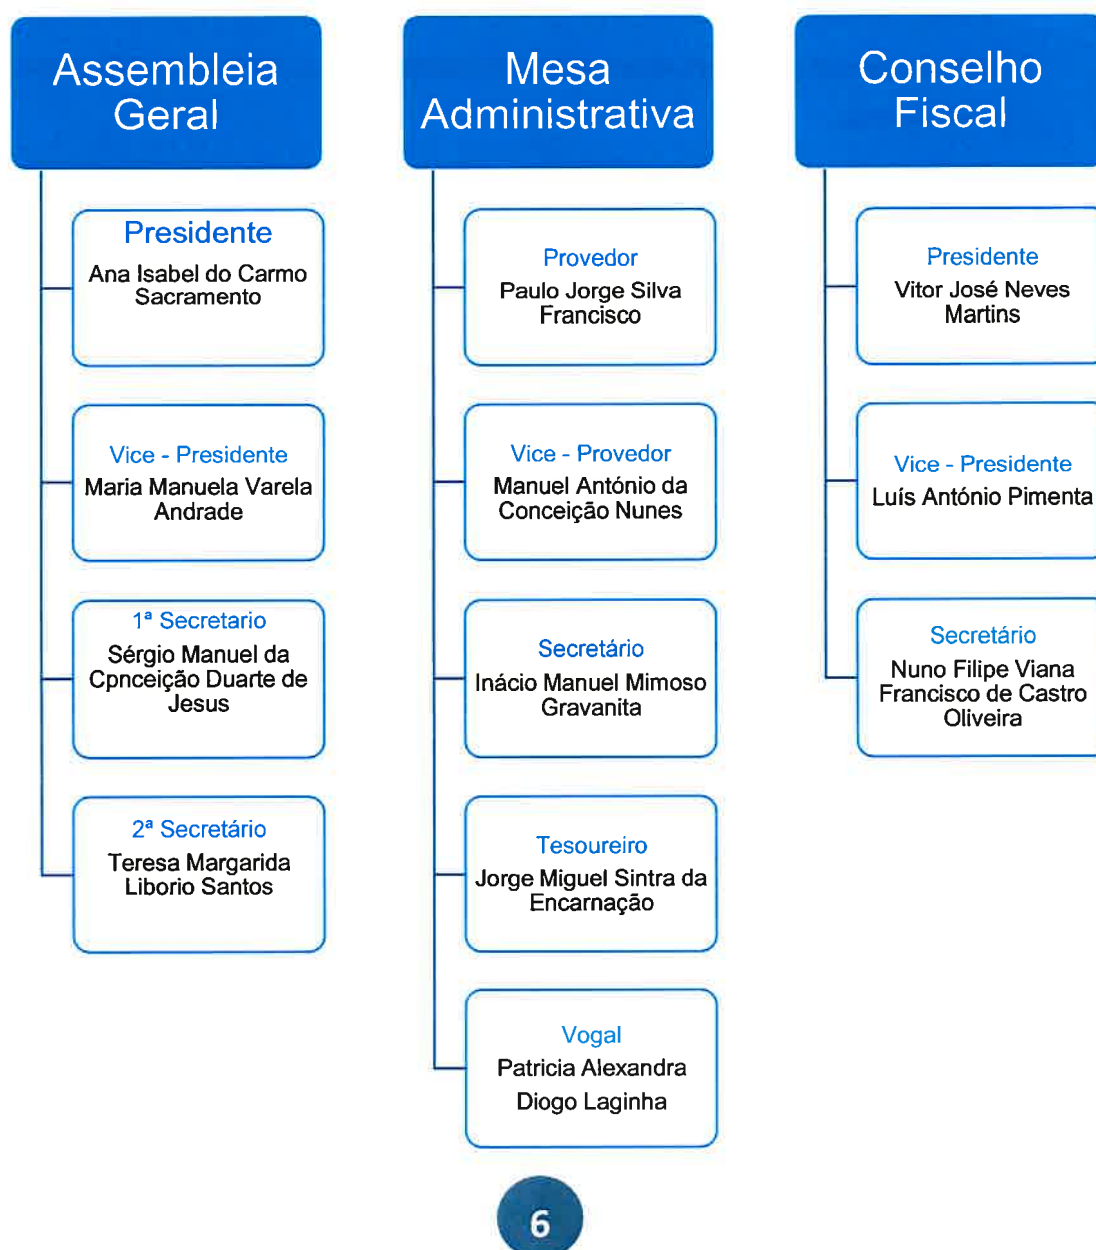 Assembleia
Geral
Presidente
Ana Isabel do Carmo
Sacramento
Vice - Presidente
Maria Manuela Varela
Andrade
1ª Secretario
Sérgio Manuel da
Cpnceição Duarte de
Jesus
2ª Secretário
Teresa Margarida
Liborio Santos
Mesa
Administrativa
Provedor
Paulo Jorge Silva
Francisco
Vice - Provedor
Manuel António da
Conceição Nunes
Secretário
Inácio Manuel Mimoso
Gravanita
Tesoureiro
Jorge Miguel Sintra da
Encarnação
Vogal
Patricia Alexandra
Diogo Laginha
Conselho
Fiscal
Presidente
Vitor José Neves
Martins
Vice - Presidente
Luís António Pimenta
Secretário
Nuno Filipe Viana
Francisco de Castro
Oliveira
6